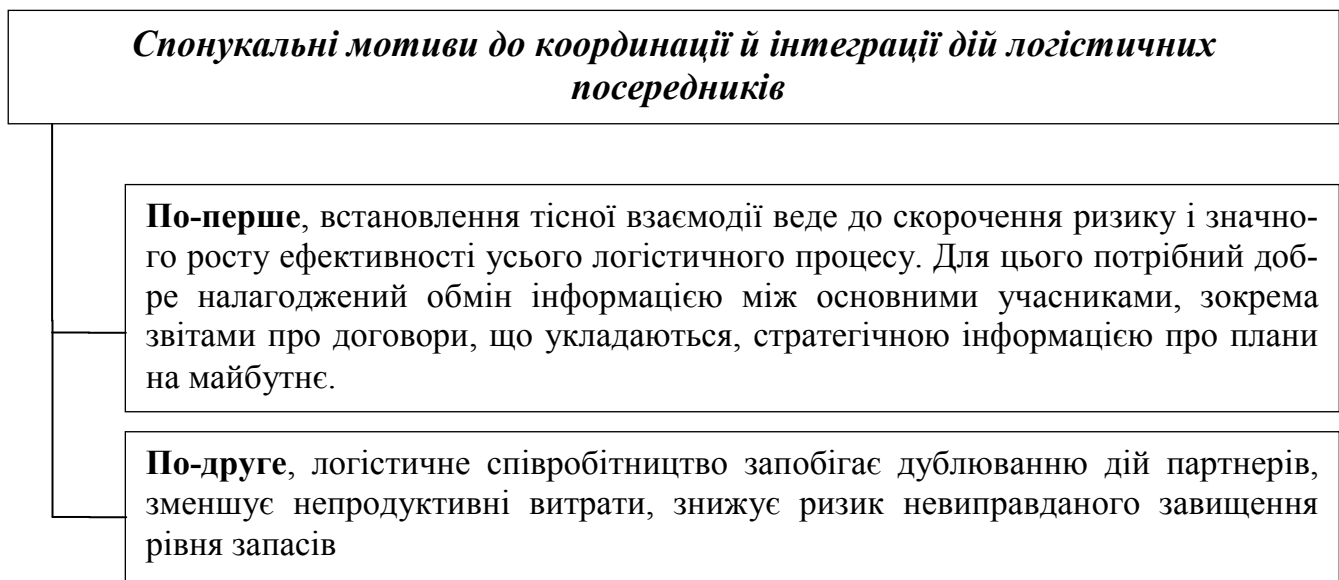 Спонукальні мотиви до координації й інтеграції дій логістичних
посередників
По-перше, встановлення тісної взаємодії веде до скорочення ризику і значно-
го росту ефективності усього логістичного процесу. Для цього потрібний доб-
ре налагоджений обмін інформацією між основними учасниками, зокрема
звітами про договори, що укладаються, стратегічною інформацією про плани
на майбутнє.
По-друге, логістичне співробітництво запобігає дублюванню дій партнерів,
зменшує непродуктивні витрати, знижує ризик невиправданого завищення
рівня запасів